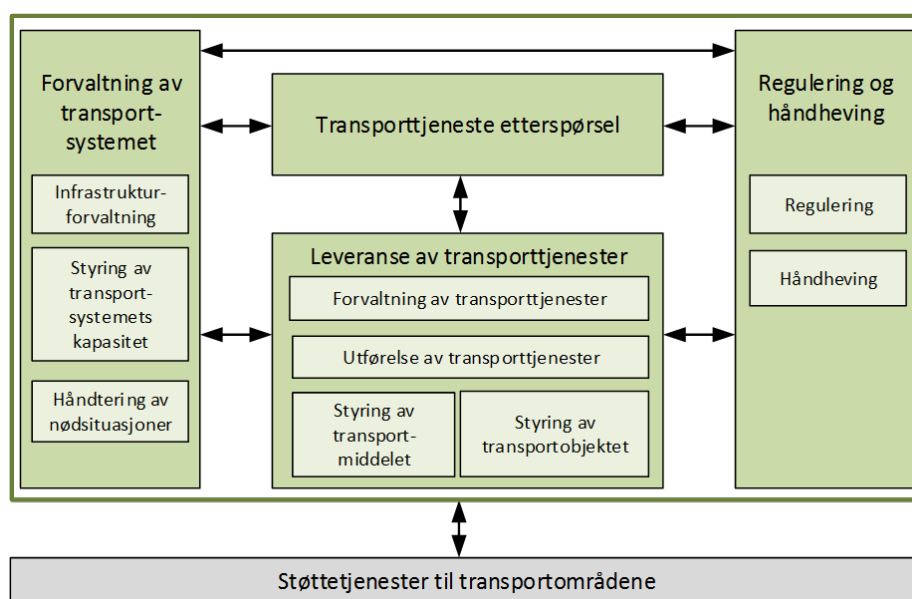 Forvaltning av
transport-
systemet
Infrastruktur-
forvaltning
Styring av
transport-
systemets
kapasitet
Håndtering av
nødsituasjoner
Transporttjeneste etterspørsel
Leveranse av transporttjenester
Forvaltning av transporttjenester
Utførelse av transporttjenester
Styring av
transport-
middelet
Styring av
transportobjektet
Regulering og
håndheving
Regulering
Håndheving
Støttetjenester til transportområdene